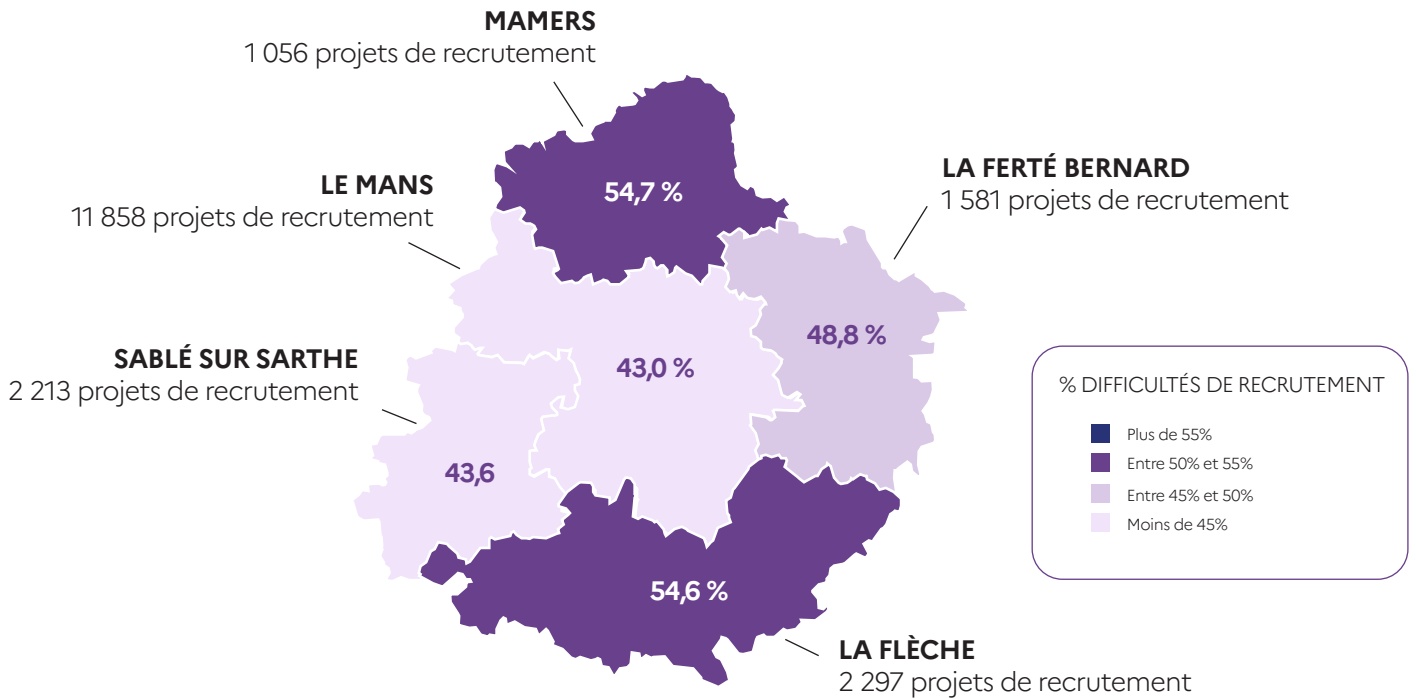 MAMERS
1 056 projets de recrutement
LE MANS
11 858 projets de recrutement
54,7 %
LA FERTÉ BERNARD
1 581 projets de recrutement
SABLÉ SUR SARTHE
2 213 projets de recrutement
43,0 %
48,8 %
43,6
54,6 %
LA FLÈCHE
2 297 projets de recrutement
% DIFFICULTÉS DE RECRUTEMENT
Plus de 55%
Entre 50% et 55%
Entre 45% et 50%
Moins de 45%